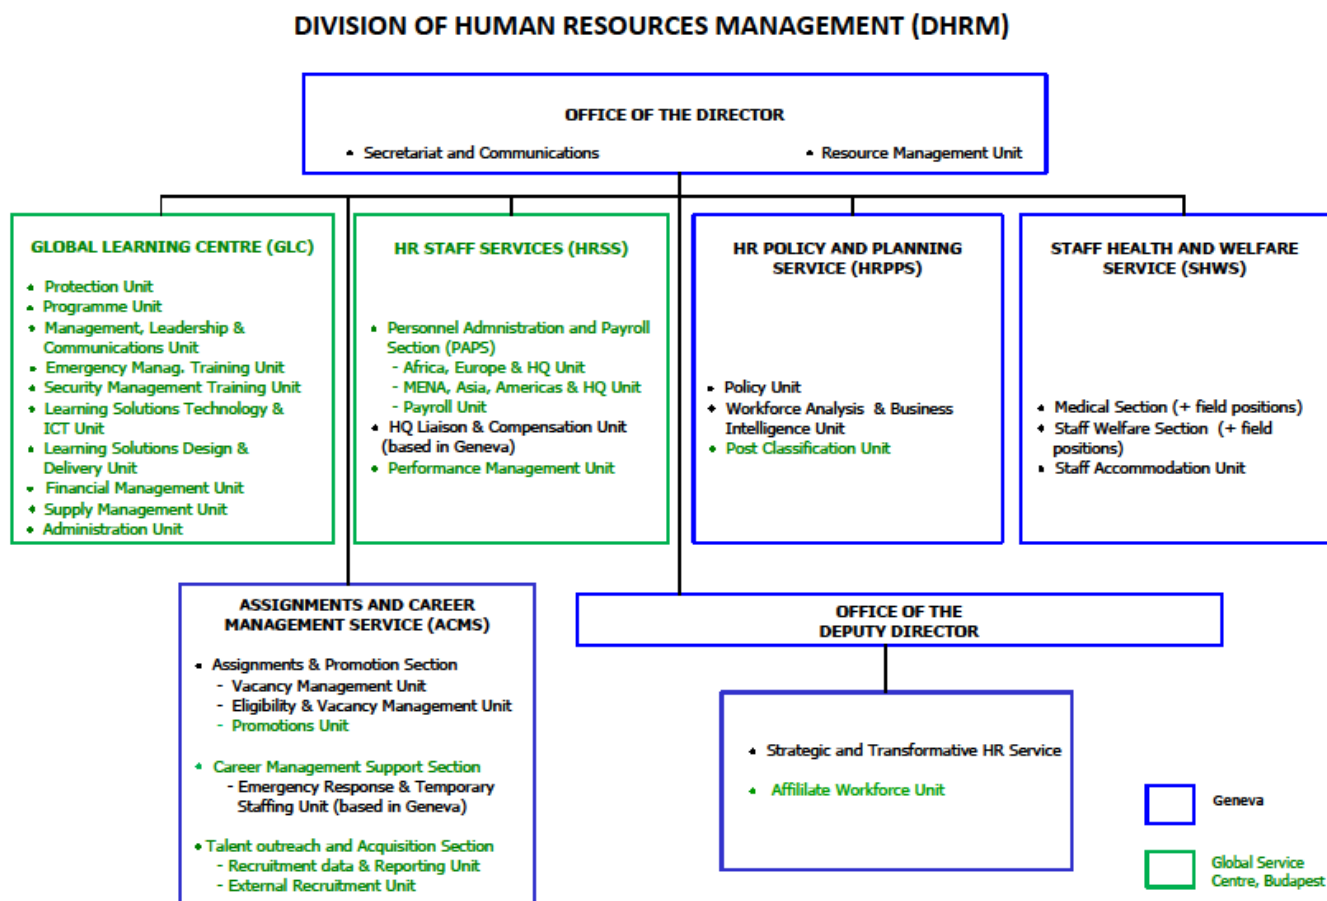 DIVISION OF HUMAN RESOURCES MANAGEMENT (DHRM)
OFFICE OF THE DIRECTOR
• Secretariat and Communications
• Resource Management Unit
GLOBAL LEARNING CENTRE (GLC)
• Protection Unit
• Programme Unit
• Management, Leadership &
Communications Unit
• Emergency Manag. Training Unit
• Security Management Training Unit
• Learning Solutions Technology &
ICT Unit
• Learning Solutions Design &
Delivery Unit
• Financial Management Unit
• Supply Management Unit
• Administration Unit
HR STAFF SERVICES (HRSS)
• Personnel Admnistration and Payroll
Section (PAPS)
- Africa, Europe & HQ Unit
- MENA, Asia, Americas & HQ Unit
- Payroll Unit
• HQ Liaison & Compensation Unit
(based in Geneva)
• Performance Management Unit
HR POLICY AND PLANNING
SERVICE (HRPPS)
• Policy Unit
• Workforce Analysis & Business
Intelligence Unit
• Post Classification Unit
STAFF HEALTH AND WELFARE
SERVICE (SHWS)
• Medical Section (+ field positions)
• Staff Welfare Section (+ field
positions)
• Staff Accommodation Unit
ASSIGNMENTS AND CAREER
MANAGEMENT SERVICE (ACMS)
• Assignments & Promotion Section
- Vacancy Management Unit
- Eligibility & Vacancy Management Unit
- Promotions Unit
• Career Management Support Section
- Emergency Response & Temporary
Staffing Unit (based in Geneva)
• Talent outreach and Acquisition Section
- Recruitment data & Reporting Unit
- External Recruitment Unit
OFFICE OF THE
DEPUTY DIRECTOR
• Strategic and Transformative HR Service
• Affililate Workforce Unit
Geneva
Global Service
Centre, Budapest